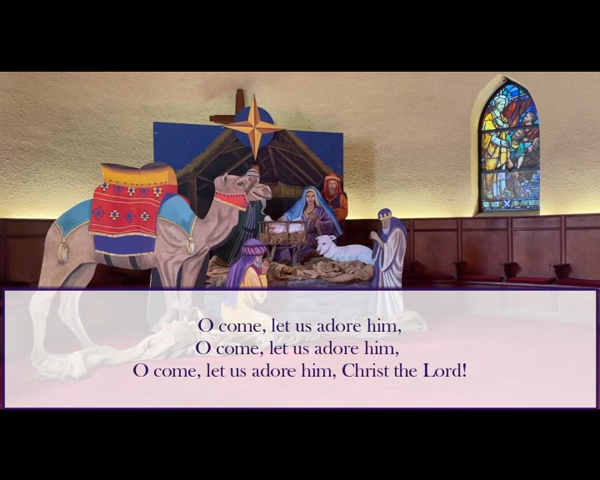 O come, let us adore him,
O come, let us adore him,
O come, let us adore him, Christ the Lord!